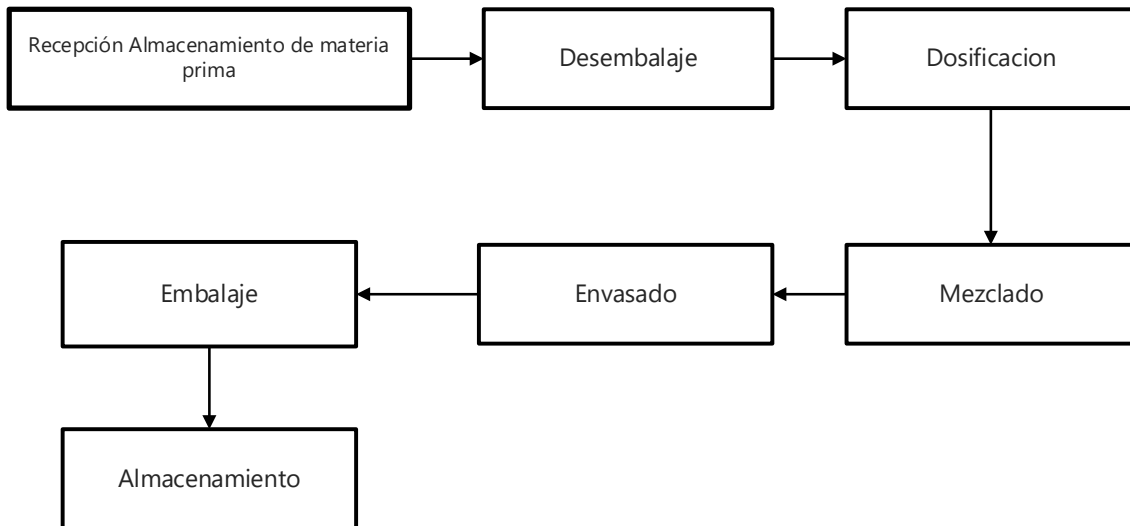 Recepción Almacenamiento de materia
prima
Desembalaje
Dosificacion
Mezclado
Envasado
Embalaje
Almacenamiento